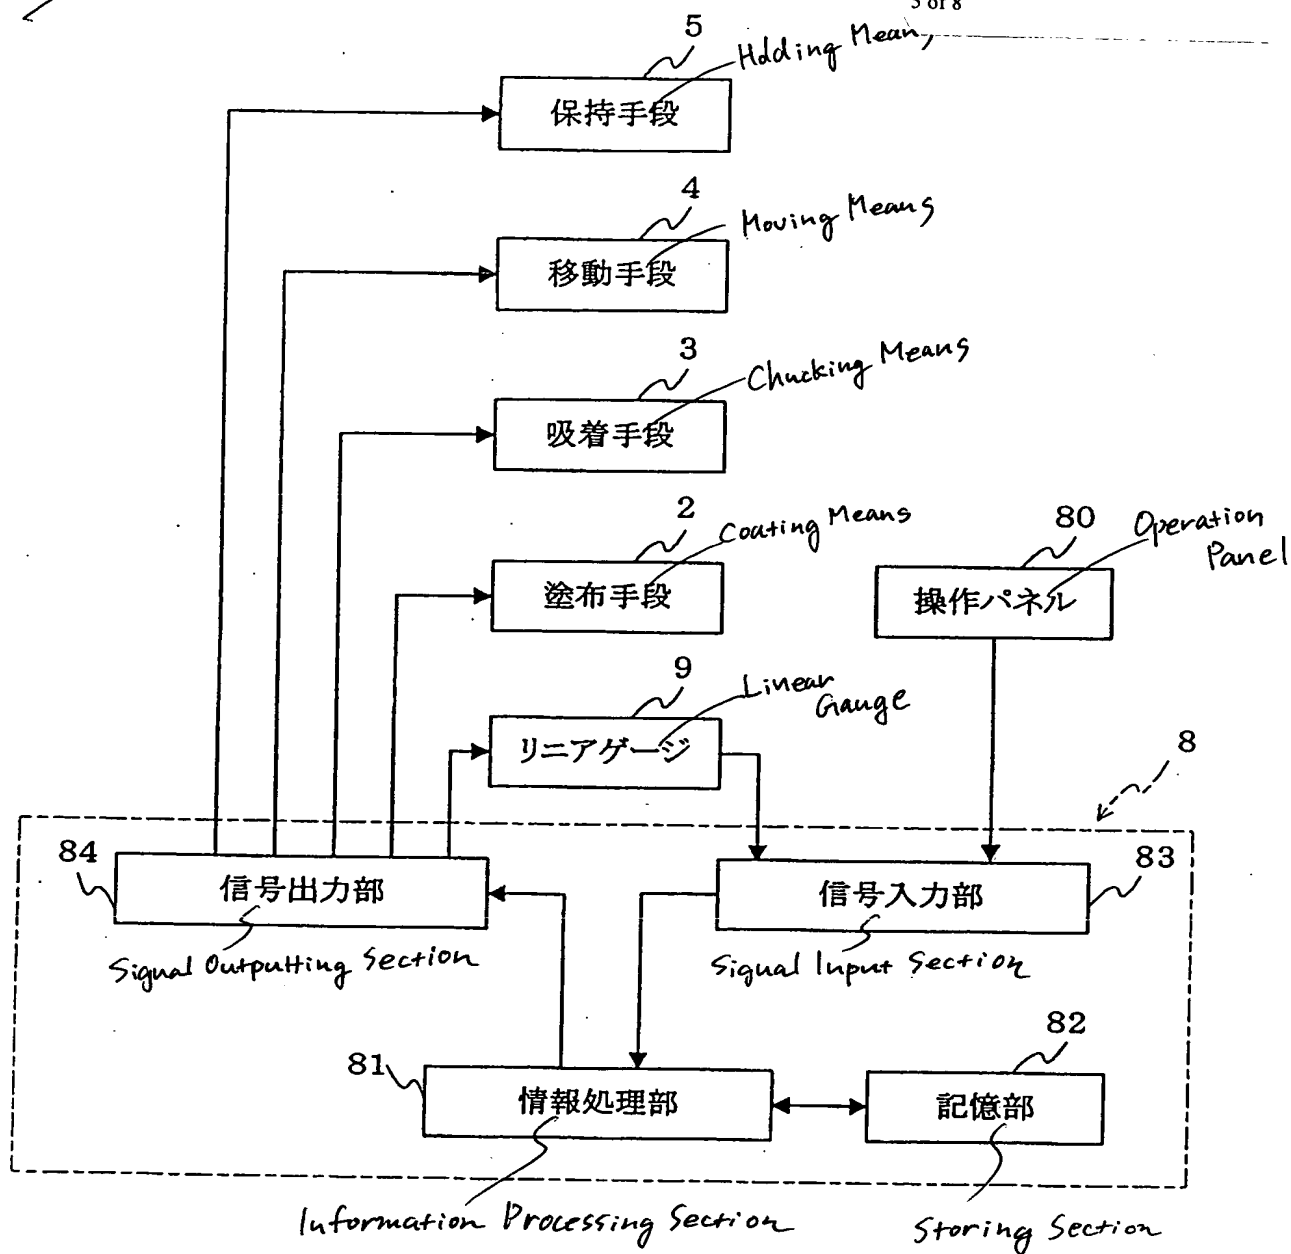 5 of 8
5
Holding Means
保持手段
4
Moving Means
移動手段
3
Chucking Means
吸着手段
2
Coating Means
塗布手段
80
Operation
Panel
操作パネル
9
Linear
Gauge
リニアゲージ
8
84
信号出力部
Signal Outputting Section
83
信号入力部
Signal Input Section
81
情報処理部
Information Processing Section
82
記憶部
Storing Section